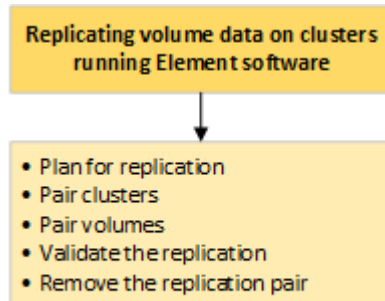 Replicating volume data on clusters
running Element software
• Plan for replication
• Pair clusters
• Pair volumes
• Validate the replication
• Remove the replication pair